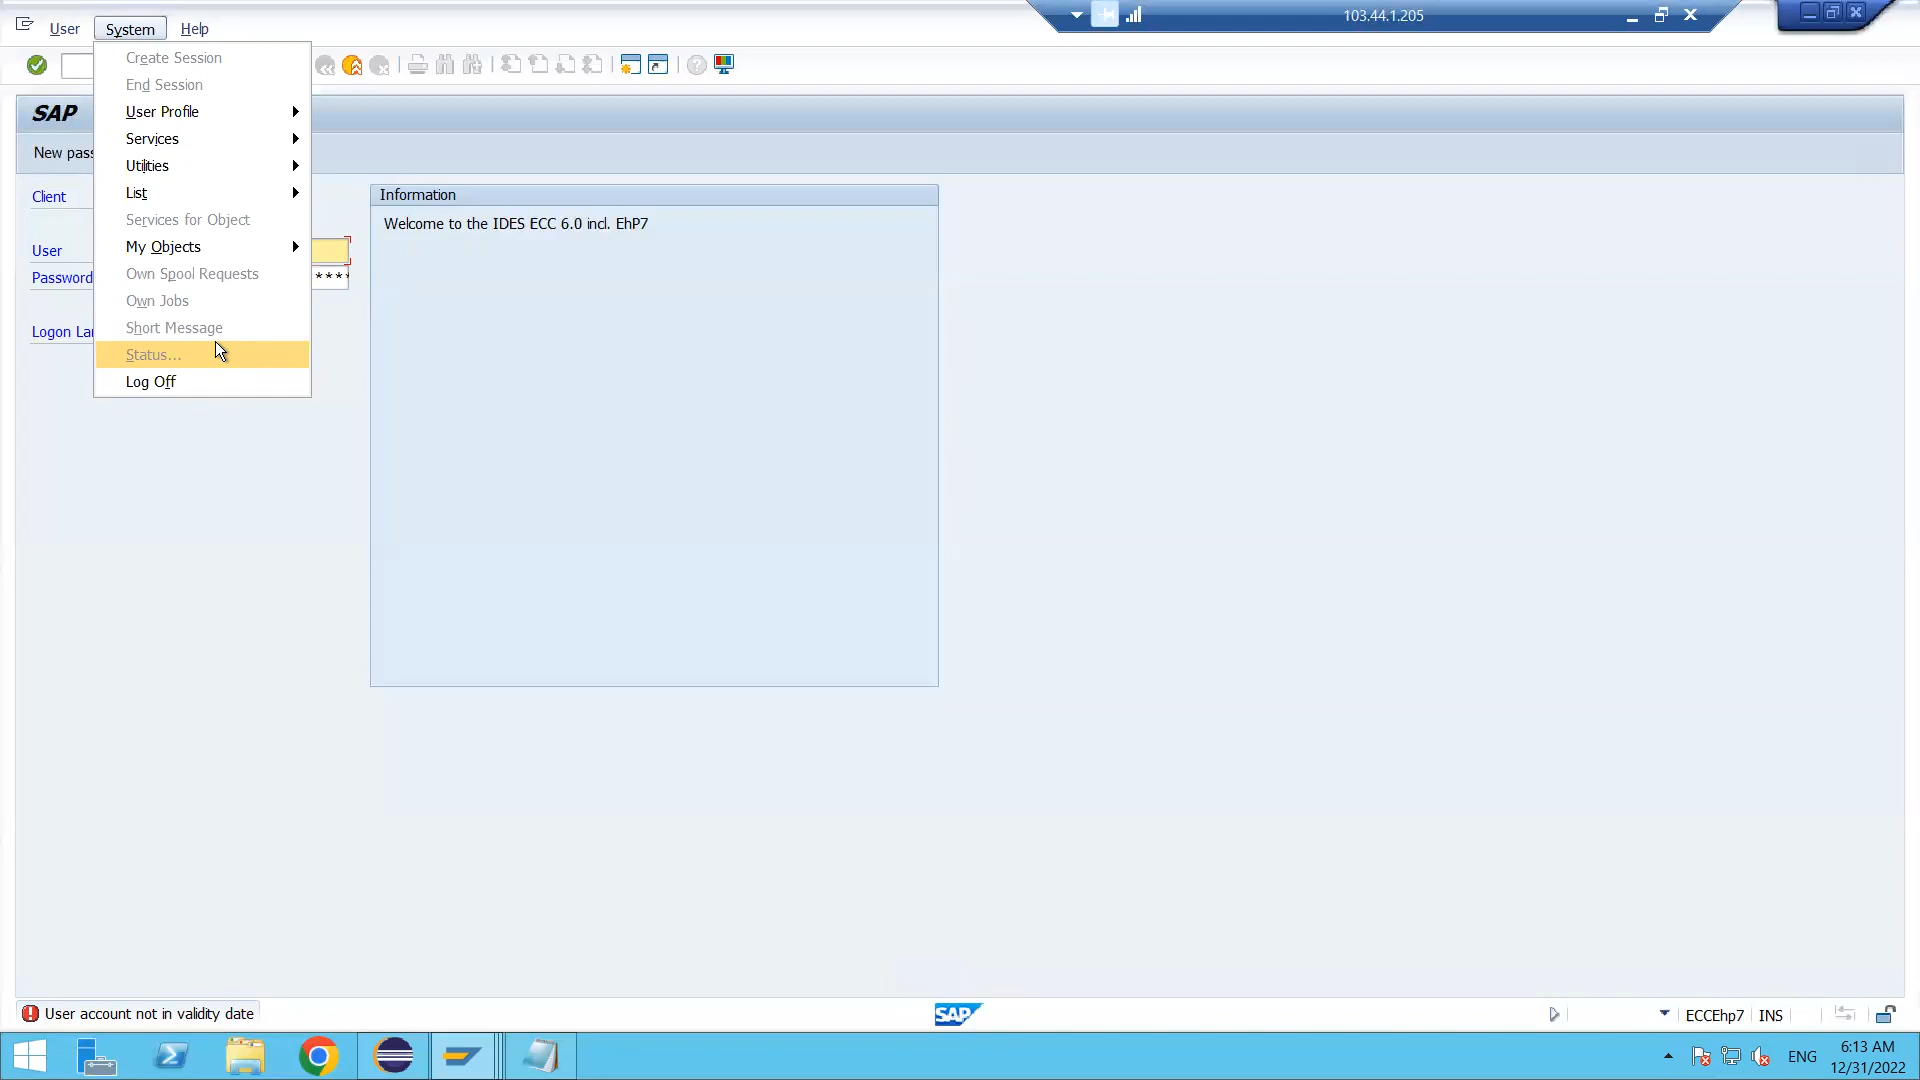 103.44.1.205
User System Help
Create Session
End Session
User Profile
Services
Utilities
List
Services for Object
My Objects
Own Spool Requests
Own Jobs
Short Message
Status...
Log Off
SAP
New pass
Client
User
Password
****
Logon Lan
Information
Welcome to the IDES ECC 6.0 incl. EhP7
User account not in validity date
SAP
ECCEhp7 INS
ENG
6:13 AM
12/31/2022